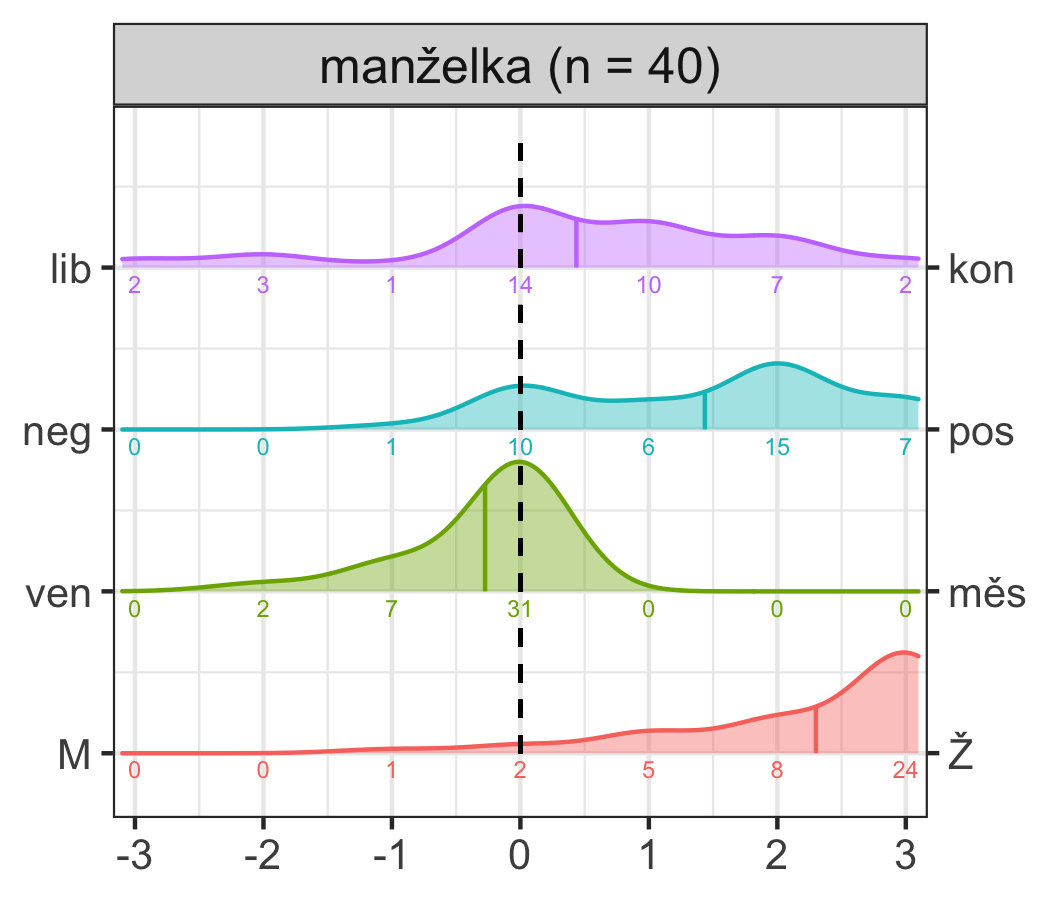 manželka (n = 40)
lib kon
2 3 1 14 10 7 2
neg pos
0 0 1 10 6 15 7
ven měs
0 2 7 31 0 0 0
M Ž
0 0 1 2 5 8 24
-3 -2 -1 0 1 2 3